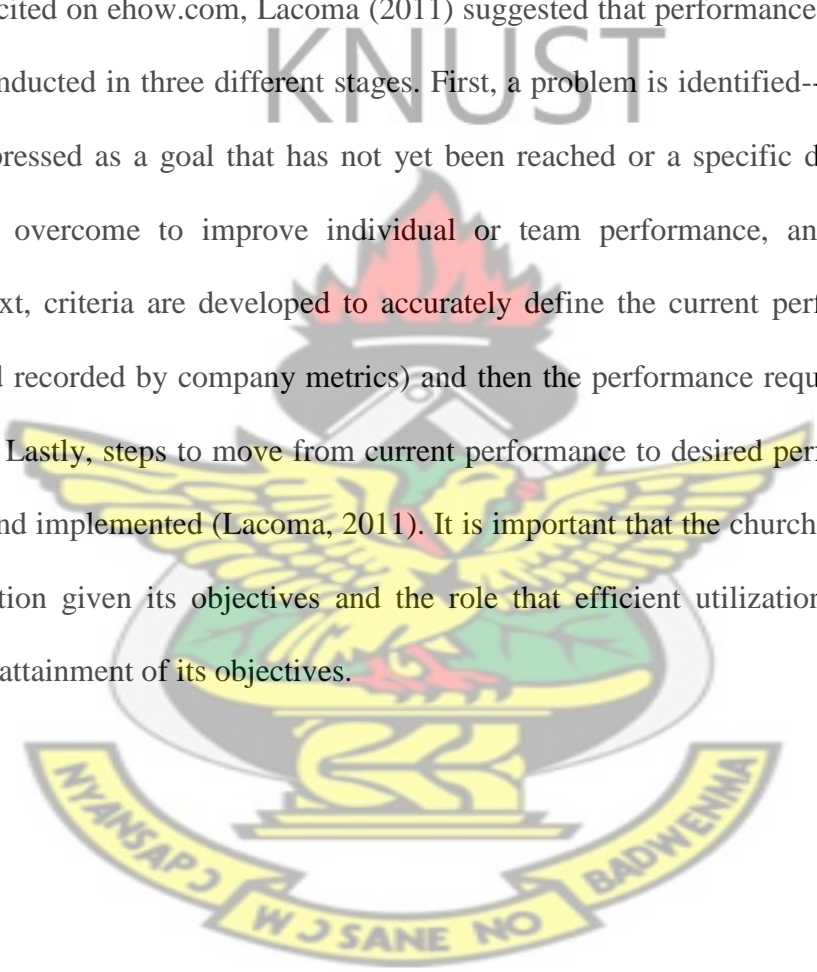 cited on ehow.com, Lacoma (2011) suggested that performance
KNUST
nducted in three different stages. First, a problem is identified--
pressed as a goal that has not yet been reached or a specific d
overcome to improve individual or team performance, an
xt, criteria are developed to accurately define the current perf
d recorded by company metrics) and then the performance requ
Lastly, steps to move from current performance to desired per
nd implemented (Lacoma, 2011). It is important that the church
tion given its objectives and the role that efficient utilization
attainment of its objectives.
NYANSAPƆ
WƆSANE NO
BADWENMA